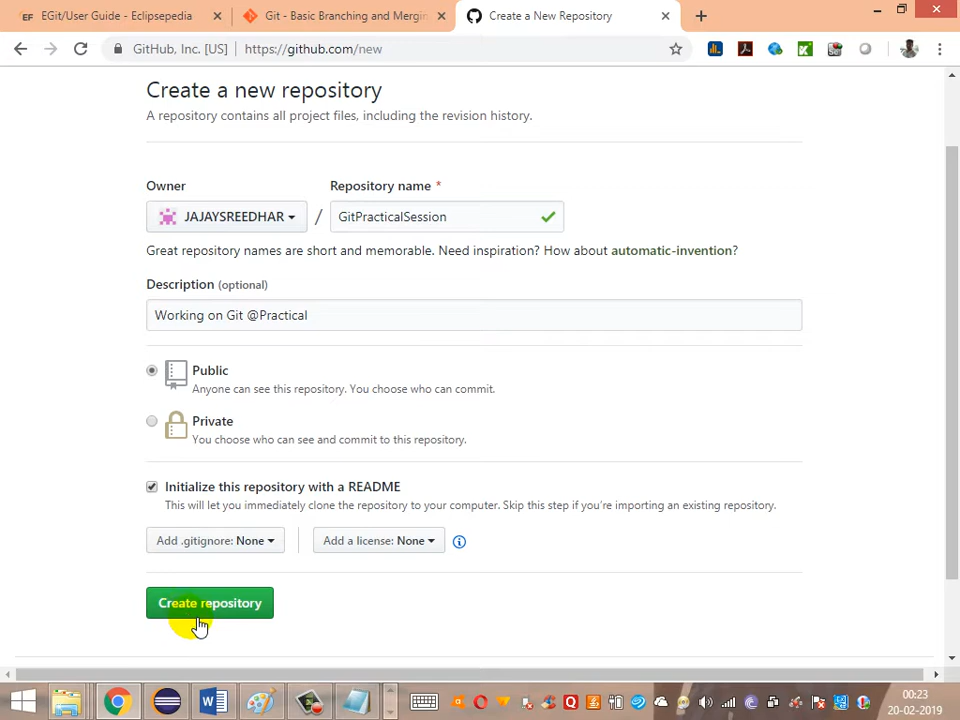 EGit/User Guide - Eclipsepedia
Git - Basic Branching and Mergin
Create a New Repository
GitHub, Inc. [US]
https://github.com/new
Create a new repository
A repository contains all project files, including the revision history.
Owner
Repository name *
JAJAYSREEDHAR
/
GitPracticalSession
Great repository names are short and memorable. Need inspiration? How about automatic-invention?
Description (optional)
Working on Git @Practical
Public
Anyone can see this repository. You choose who can commit.
Private
You choose who can see and commit to this repository.
Initialize this repository with a README
This will let you immediately clone the repository to your computer. Skip this step if you're importing an existing repository.
Add .gitignore: None
Add a license: None
Create repository
00:23
20-02-2019